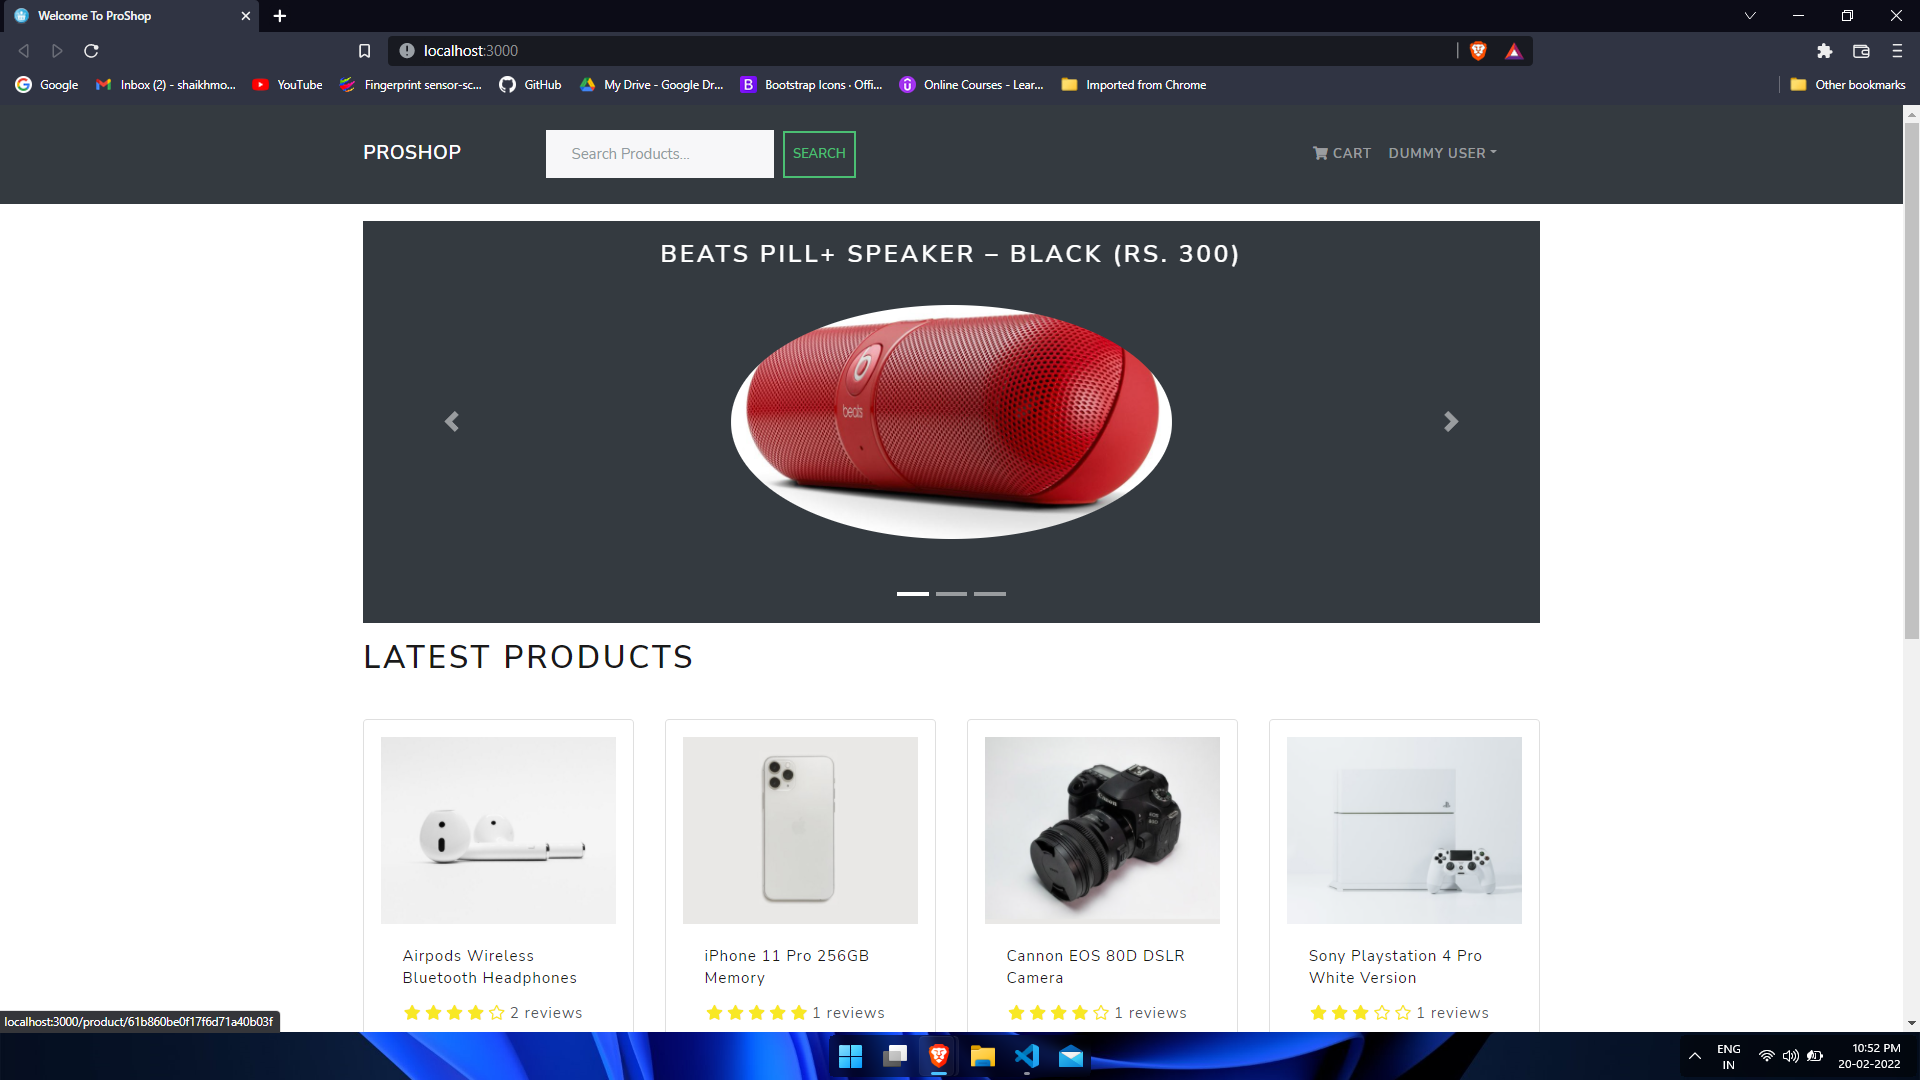 Welcome To ProShop
localhost:3000
Google
Inbox (2) - shaikhmo...
YouTube
Fingerprint sensor-sc...
GitHub
My Drive - Google Dr...
B
Bootstrap Icons · Offi...
Online Courses - Lear...
Imported from Chrome
Other bookmarks
PROSHOP
Search Products...
SEARCH
CART
DUMMY USER
BEATS PILL+ SPEAKER – BLACK (RS. 300)
beats
LATEST PRODUCTS
Canon
EOS
80D
Airpods Wireless
Bluetooth Headphones
2 reviews
iPhone 11 Pro 256GB
Memory
1 reviews
Cannon EOS 80D DSLR
Camera
1 reviews
Sony Playstation 4 Pro
White Version
1 reviews
localhost:3000/product/61b860be0f17f6d71a40b03f
ENG
IN
10:52 PM
20-02-2022